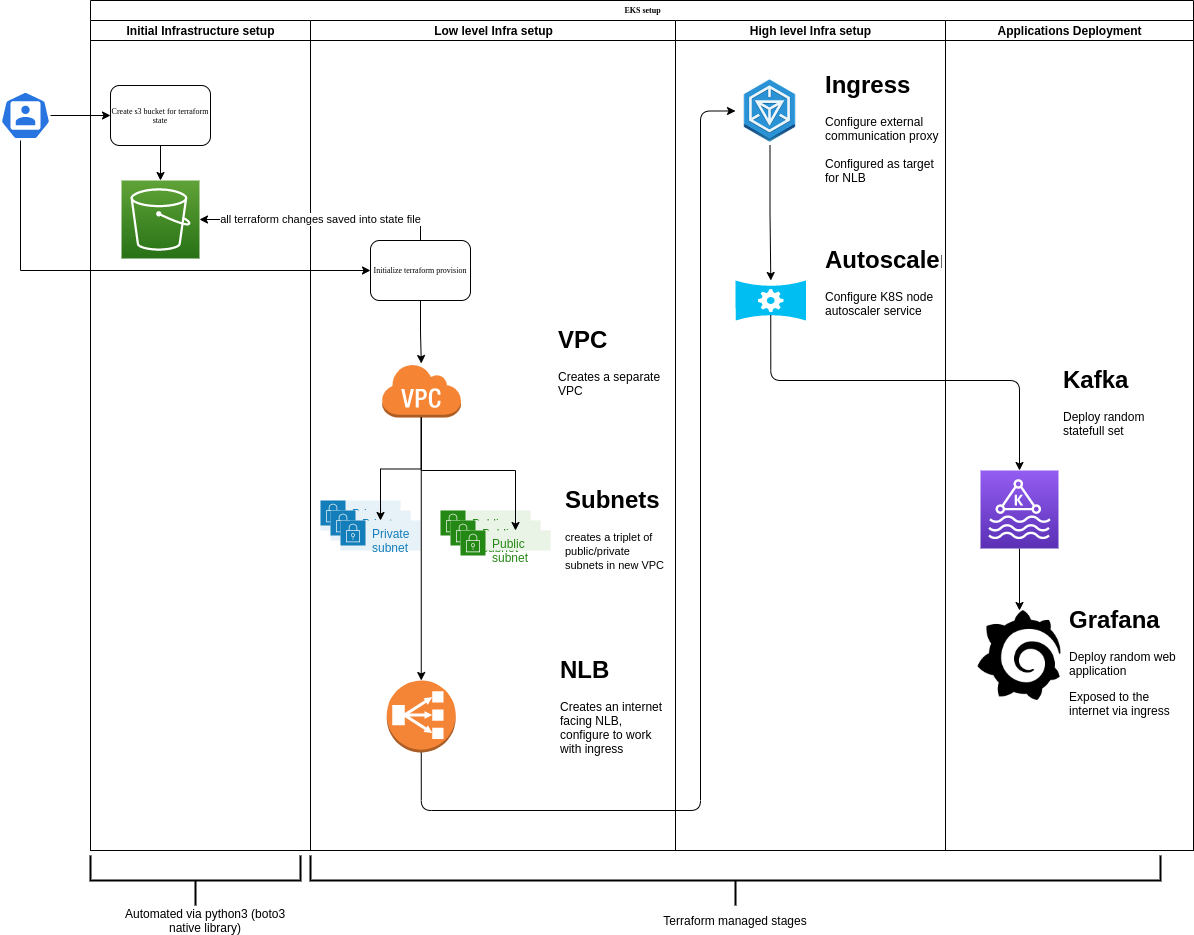 EKS setup
Initial Infrastructure setup
Low level Infra setup
High level Infra setup
Applications Deployment
Create s3 bucket for terraform
state
all terraform changes saved into state file
Initialize terraform provision
VPC
Creates a separate
VPC
VPC
Private
subnet
Public
subnet
Subnets
creates a triplet of
public/private
subnets in new VPC
NLB
Creates an internet
facing NLB,
configure to work
with ingress
Ingress
Configure external
communication proxy
Configured as target
for NLB
Autoscaler
Configure K8S node
autoscaler service
Kafka
Deploy random
statefull set
K
Grafana
Deploy random web
application
Exposed to the
internet via ingress
Automated via python3 (boto3
native library)
Terraform managed stages